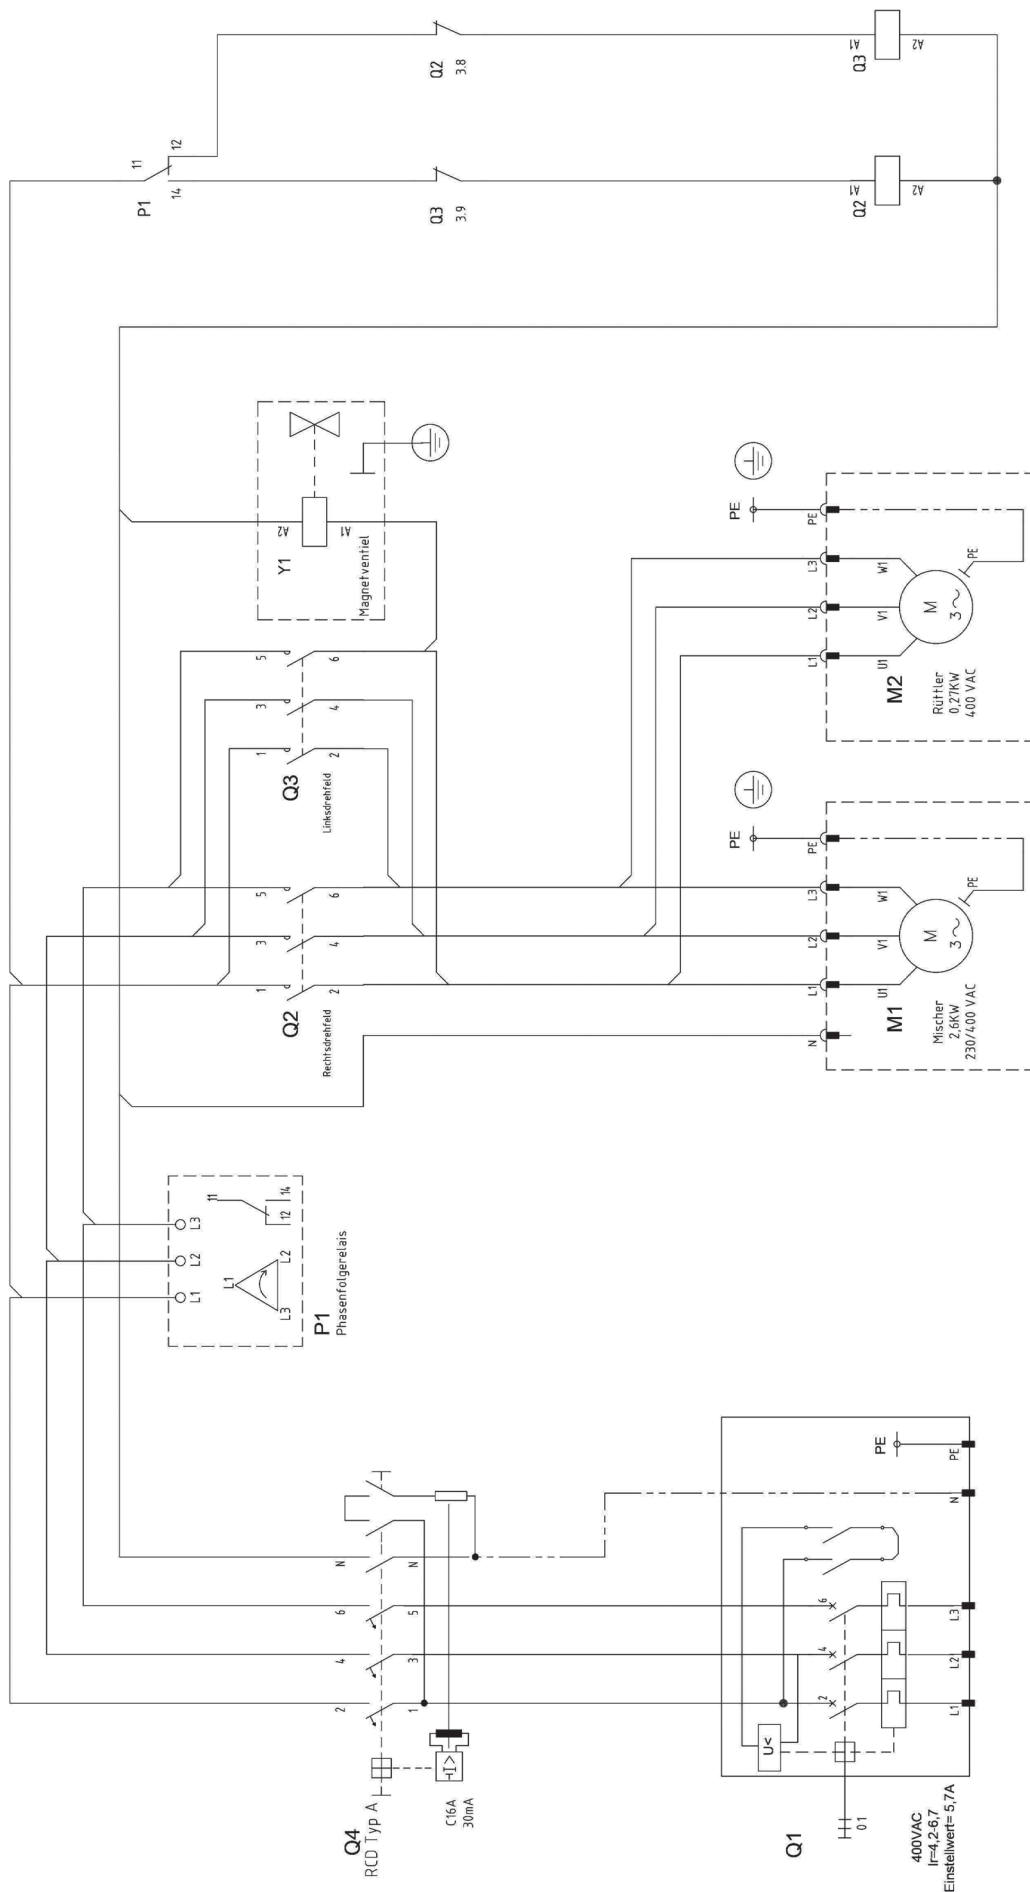 Q4
RCD Typ A
2
4
6
N
1
3
5
N
⊣I>
C16A
30mA
Q1
400VAC
Ir=4,2-6,7
Einstellwert= 5,7A
0 1
U<
2
4
6
L1
L2
L3
N
PE
PE
L1
L2
L3
L1
L2
L3
11
12
14
P1
Phasenfolgerelais
1
3
5
2
4
6
Q2
Rechtsdrehfeld
1
3
5
2
4
6
Q3
Linksdrehfeld
Y1
A2
A1
Magnetventiel
N
L1
L2
L3
PE
PE
U1
V1
W1
PE
M
3~
M1
Mischer
2,6KW
230/400 VAC
L1
L2
L3
PE
PE
U1
V1
W1
PE
M
3~
M2
Rüttler
0,27KW
400 VAC
P1
11
14
12
Q3
3.9
Q2
3.8
Q2
A1
A2
Q3
A1
A2